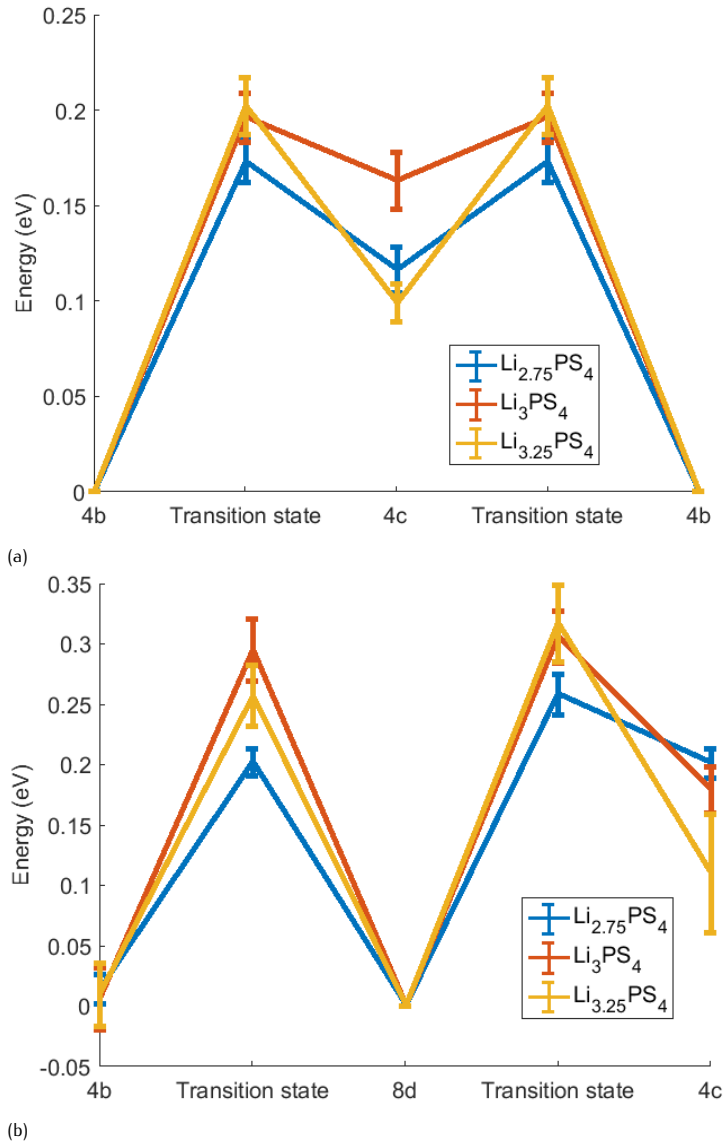 0.25
0.2
0.15
0.1
0.05
0
Energy (eV)
Li2.75PS4
Li3PS4
Li3.25PS4
4b Transition state 4c Transition state 4b
(a)
0.35
0.3
0.25
0.2
0.15
0.1
0.05
0
-0.05
Energy (eV)
Li2.75PS4
Li3PS4
Li3.25PS4
4b Transition state 8d Transition state 4c
(b)